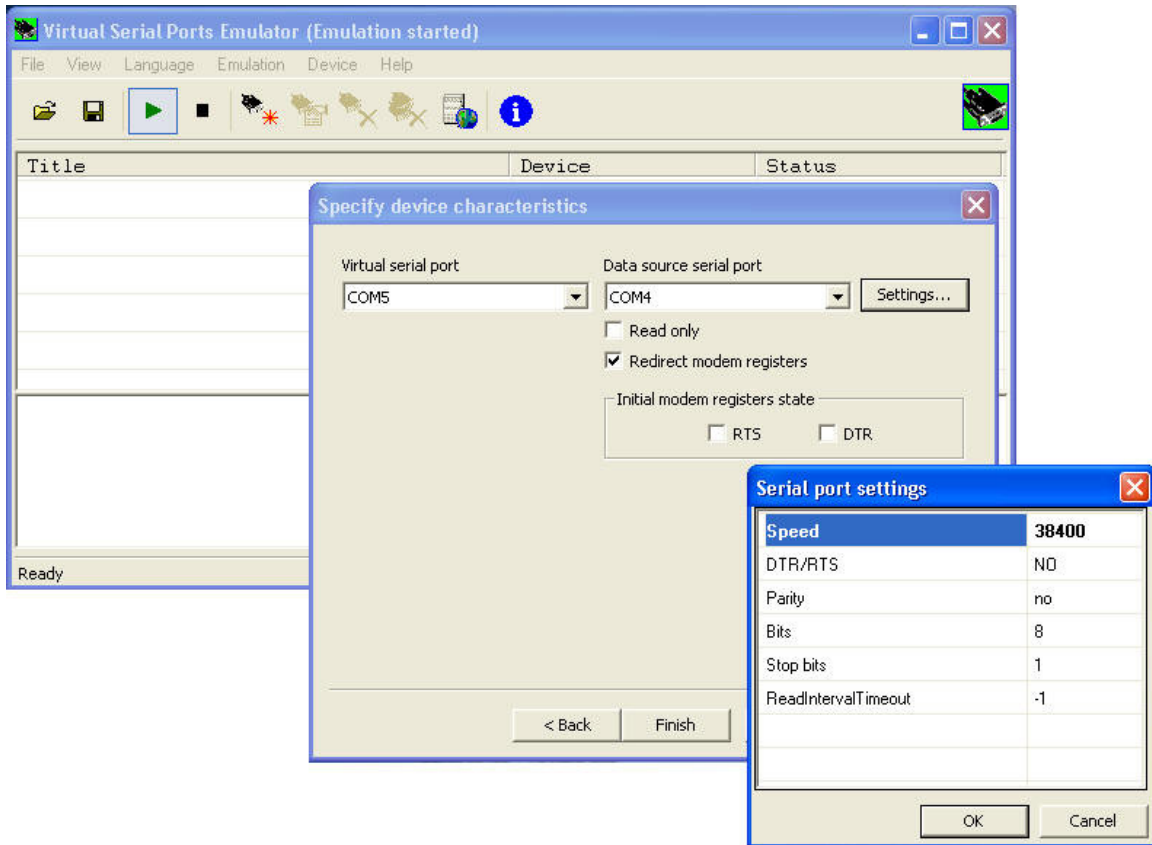 Virtual Serial Ports Emulator (Emulation started)
File View Language Emulation Device Help
Title Device Status
Specify device characteristics
Virtual serial port Data source serial port
COM5 COM4 Settings...
Read only
Redirect modem registers
Initial modem registers state
RTS DTR
Serial port settings
Speed 38400
DTR/RTS NO
Parity no
Bits 8
Stop bits 1
ReadIntervalTimeout -1
Ready
< Back Finish
OK Cancel